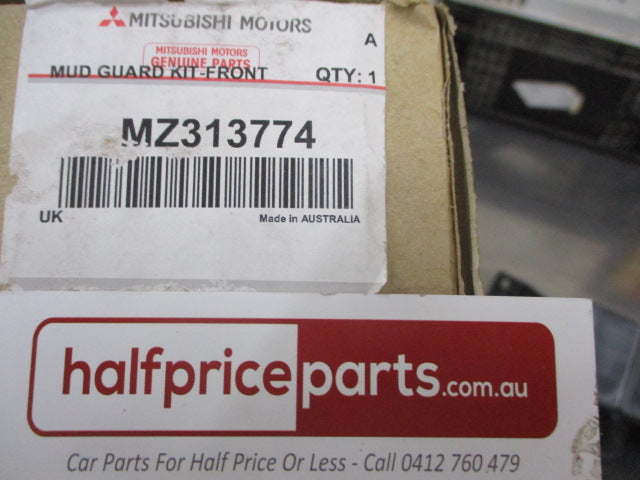 MITSUBISHI MOTORS
A
MITSUBISHI MOTORS
GENUINE PARTS
MUD GUARD KIT-FRONT QTY: 1
MZ313774
UK Made in AUSTRALIA
halfpriceparts.com.au
Car Parts For Half Price Or Less - Call 0412 760 479